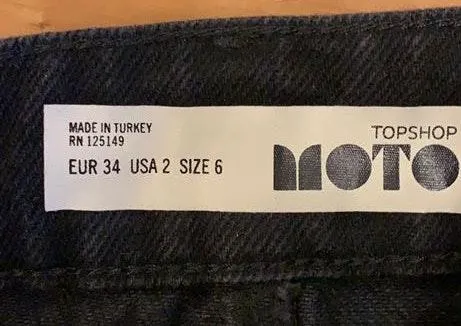 MADE IN TURKEY
RN 125149
EUR 34 USA 2 SIZE 6
TOPSHOP
MOTO